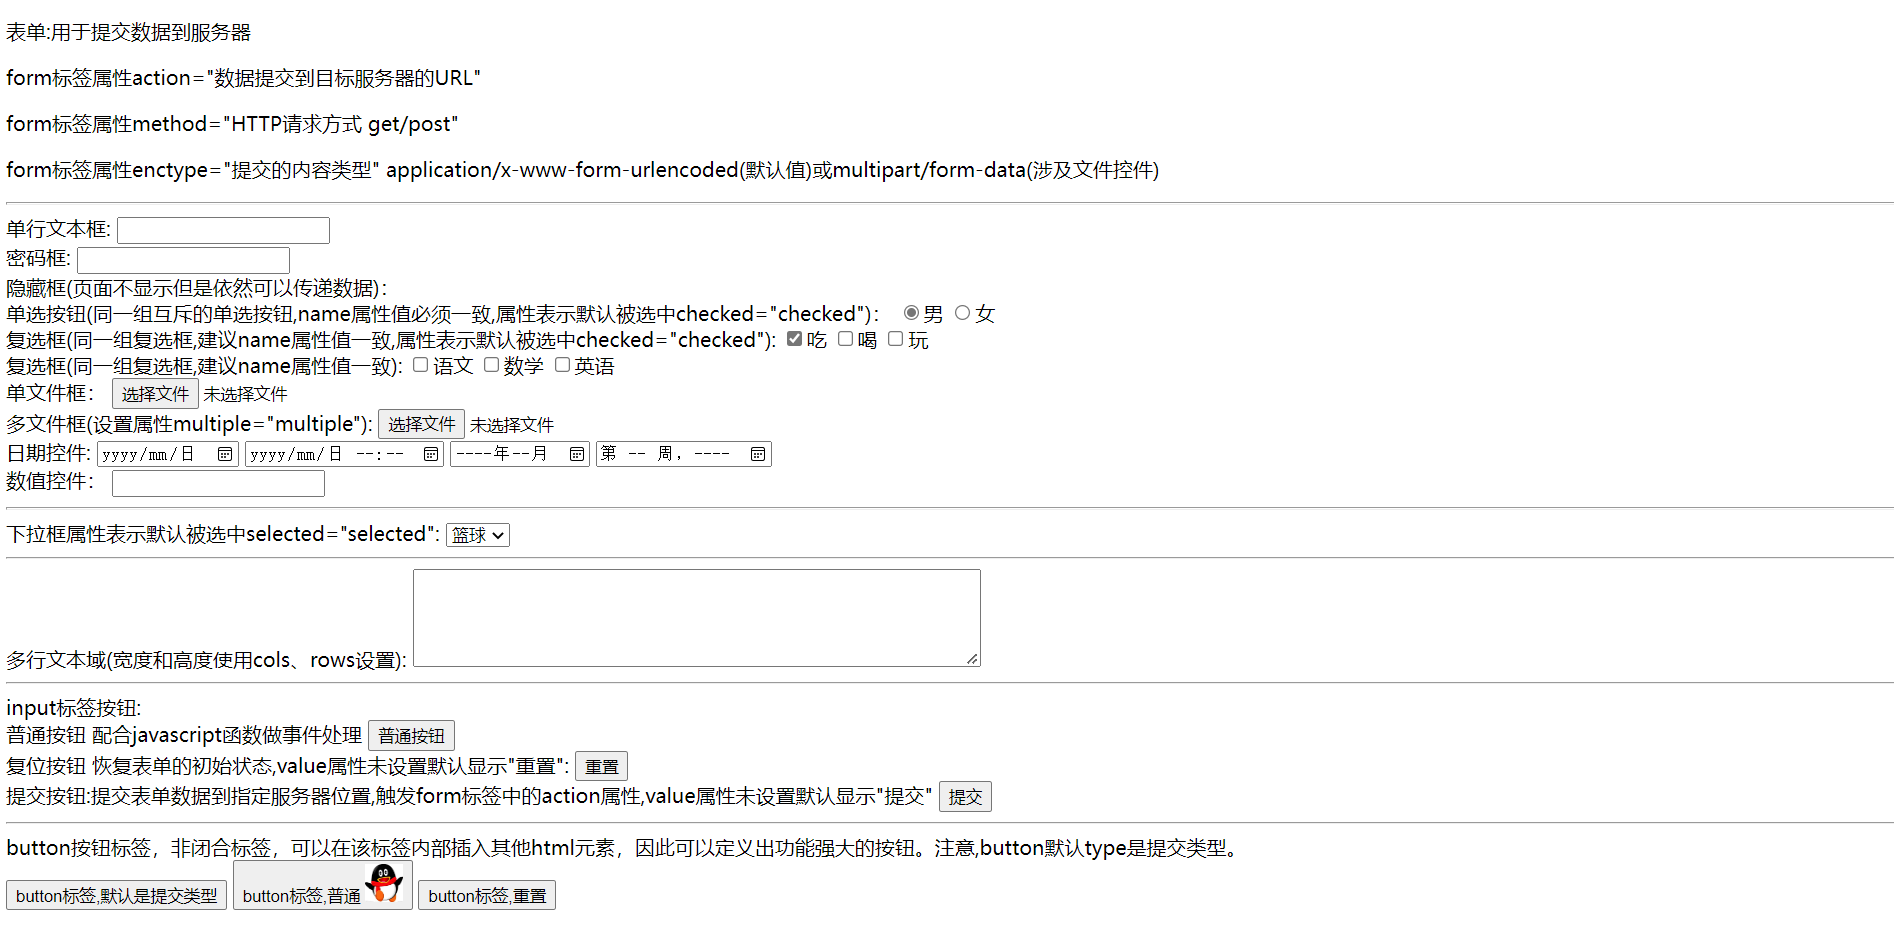 表单:用于提交数据到服务器
form标签属性action="数据提交到目标服务器的URL"
form标签属性method="HTTP请求方式 get/post"
form标签属性enctype="提交的内容类型" application/x-www-form-urlencoded(默认值)或multipart/form-data(涉及文件控件)
单行文本框:
密码框:
隐藏框(页面不显示但是依然可以传递数据)：
单选按钮(同一组互斥的单选按钮,name属性值必须一致,属性表示默认被选中checked="checked")： 男 女
复选框(同一组复选框,建议name属性值一致,属性表示默认被选中checked="checked"): 吃 喝 玩
复选框(同一组复选框,建议name属性值一致): 语文 数学 英语
单文件框： 选择文件 未选择文件
多文件框(设置属性multiple="multiple"): 选择文件 未选择文件
日期控件: yyyy/mm/日 yyyy/mm/日 --:-- ----年--月 第 -- 周, ----
数值控件：
下拉框属性表示默认被选中selected="selected": 篮球
多行文本域(宽度和高度使用cols、rows设置):
input标签按钮:
普通按钮 配合javascript函数做事件处理 普通按钮
复位按钮 恢复表单的初始状态,value属性未设置默认显示"重置": 重置
提交按钮:提交表单数据到指定服务器位置,触发form标签中的action属性,value属性未设置默认显示"提交" 提交
button按钮标签，非闭合标签，可以在该标签内部插入其他html元素，因此可以定义出功能强大的按钮。注意,button默认type是提交类型。
button标签,默认是提交类型 button标签,普通 button标签,重置